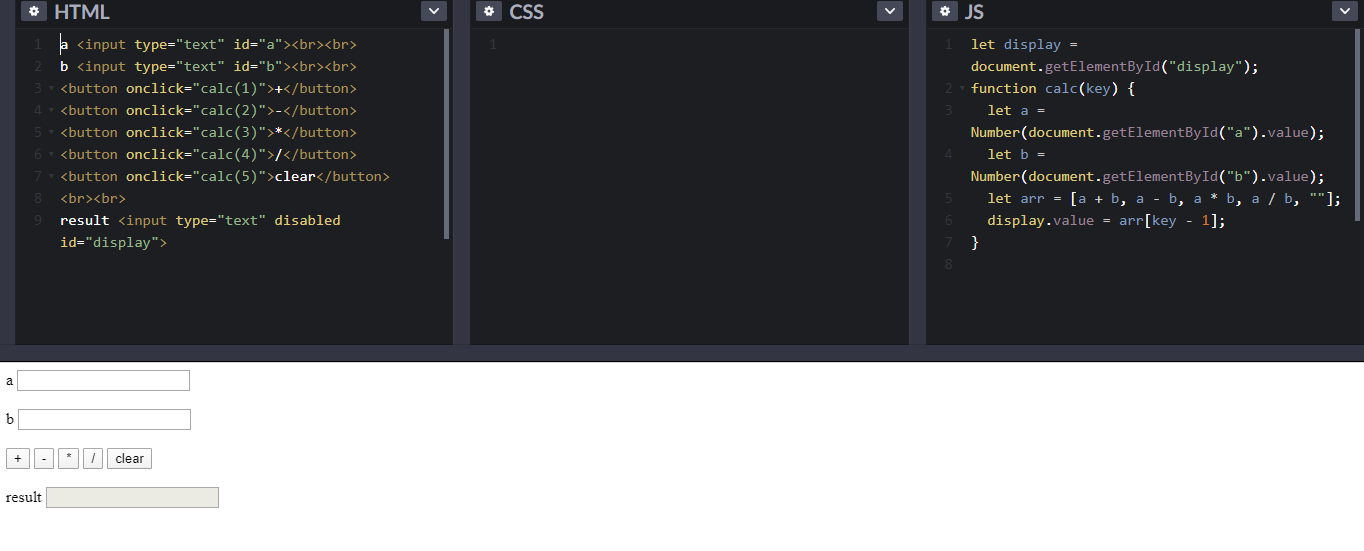 HTML
1 a <input type="text" id="a"><br><br>
2 b <input type="text" id="b"><br><br>
3 <button onclick="calc(1)">+</button>
4 <button onclick="calc(2)">-</button>
5 <button onclick="calc(3)">*</button>
6 <button onclick="calc(4)">/</button>
7 <button onclick="calc(5)">clear</button>
8 <br><br>
9 result <input type="text" disabled
id="display">
CSS
1
JS
1 let display =
document.getElementById("display");
2 function calc(key) {
3 let a =
Number(document.getElementById("a").value);
4 let b =
Number(document.getElementById("b").value);
5 let arr = [a + b, a - b, a * b, a / b, ""];
6 display.value = arr[key - 1];
7 }
8
a
b
+ - * / clear
result